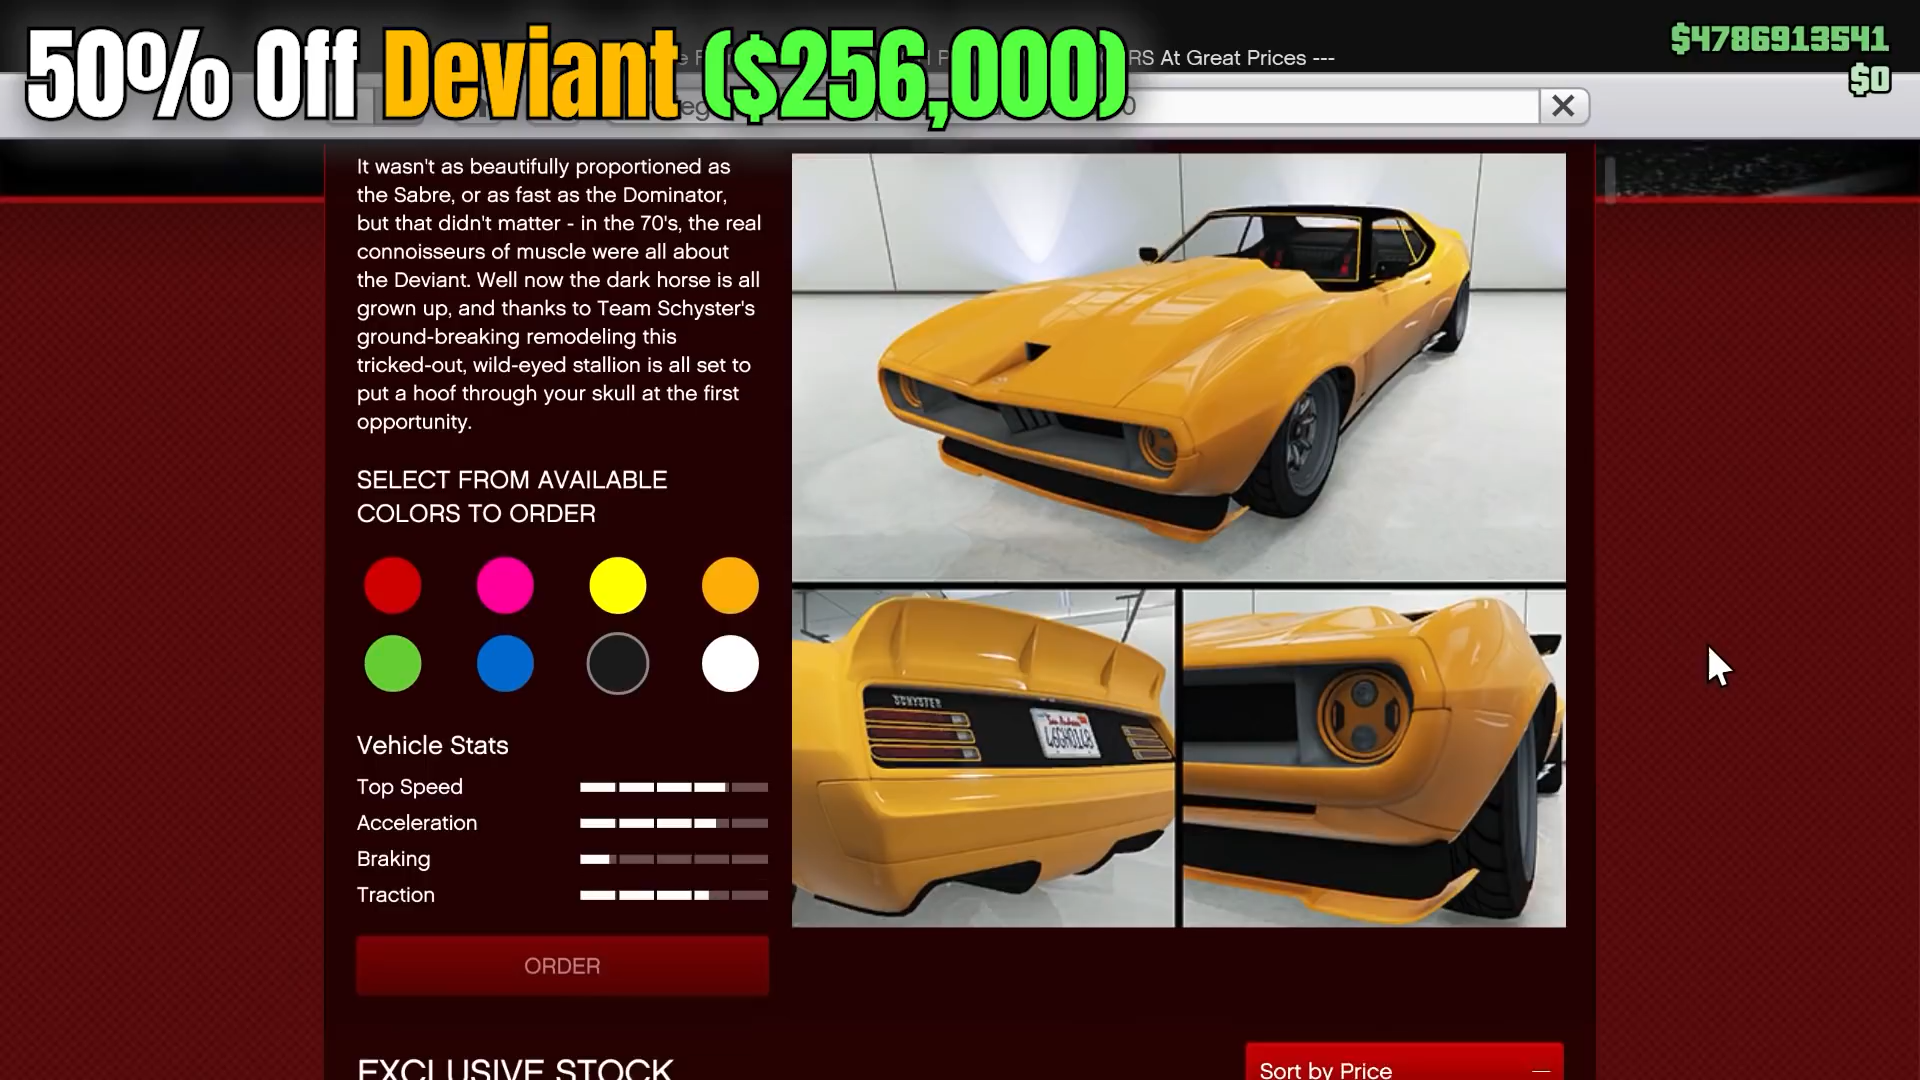 50% Off Deviant ($256,000)
RS At Great Prices ---
$4786913541
$0
It wasn't as beautifully proportioned as
the Sabre, or as fast as the Dominator,
but that didn't matter - in the 70's, the real
connoisseurs of muscle were all about
the Deviant. Well now the dark horse is all
grown up, and thanks to Team Schyster's
ground-breaking remodeling this
tricked-out, wild-eyed stallion is all set to
put a hoof through your skull at the first
opportunity.
SELECT FROM AVAILABLE
COLORS TO ORDER
Vehicle Stats
Top Speed
Acceleration
Braking
Traction
ORDER
SCHYSTER
EXCLUSIVE STOCK
Sort by Price